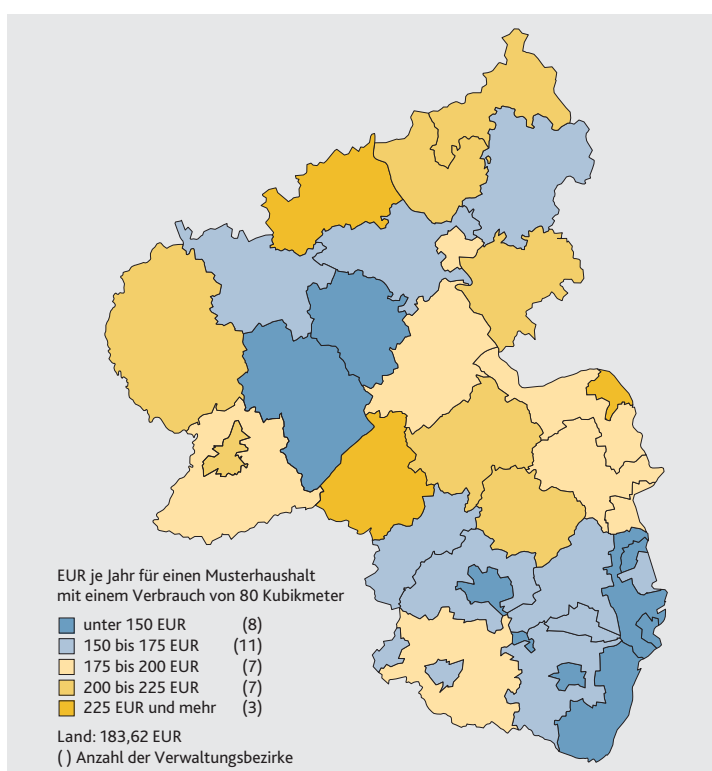 EUR je Jahr für einen Musterhaushalt
mit einem Verbrauch von 80 Kubikmeter
unter 150 EUR (8)
150 bis 175 EUR (11)
175 bis 200 EUR (7)
200 bis 225 EUR (7)
225 EUR und mehr (3)
Land: 183,62 EUR
( ) Anzahl der Verwaltungsbezirke